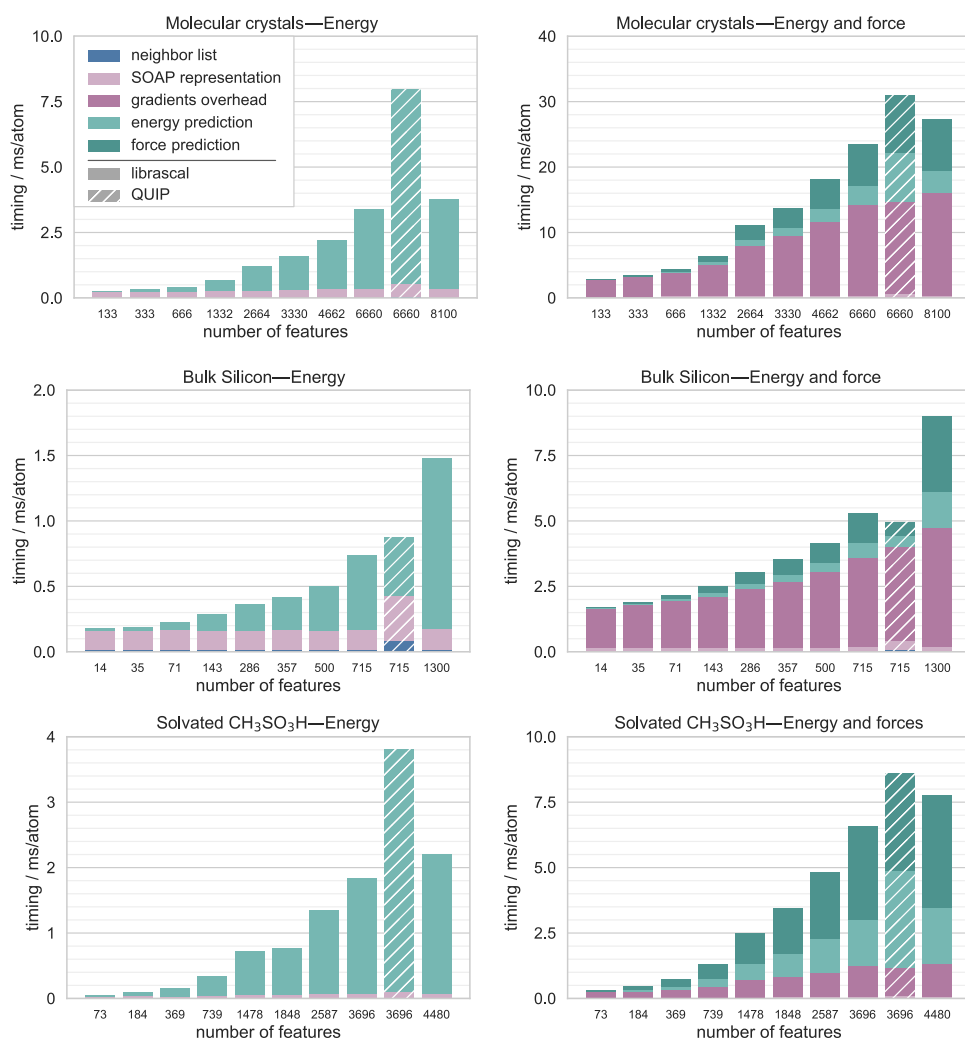 Molecular crystals—Energy
10.0
7.5
5.0
2.5
0.0
timing / ms/atom
neighbor list
SOAP representation
gradients overhead
energy prediction
force prediction
librascal
QUIP
133 333 666 1332 2664 3330 4662 6660 6660 8100
number of features
Molecular crystals—Energy and force
40
30
20
10
0
timing / ms/atom
133 333 666 1332 2664 3330 4662 6660 6660 8100
number of features
Bulk Silicon—Energy
2.0
1.5
1.0
0.5
0.0
timing / ms/atom
14 35 71 143 286 357 500 715 715 1300
number of features
Bulk Silicon—Energy and force
10.0
7.5
5.0
2.5
0.0
timing / ms/atom
14 35 71 143 286 357 500 715 715 1300
number of features
Solvated CH₃SO₃H—Energy
4
3
2
1
0
timing / ms/atom
73 184 369 739 1478 1848 2587 3696 3696 4480
number of features
Solvated CH₃SO₃H—Energy and forces
10.0
7.5
5.0
2.5
0.0
timing / ms/atom
73 184 369 739 1478 1848 2587 3696 3696 4480
number of features